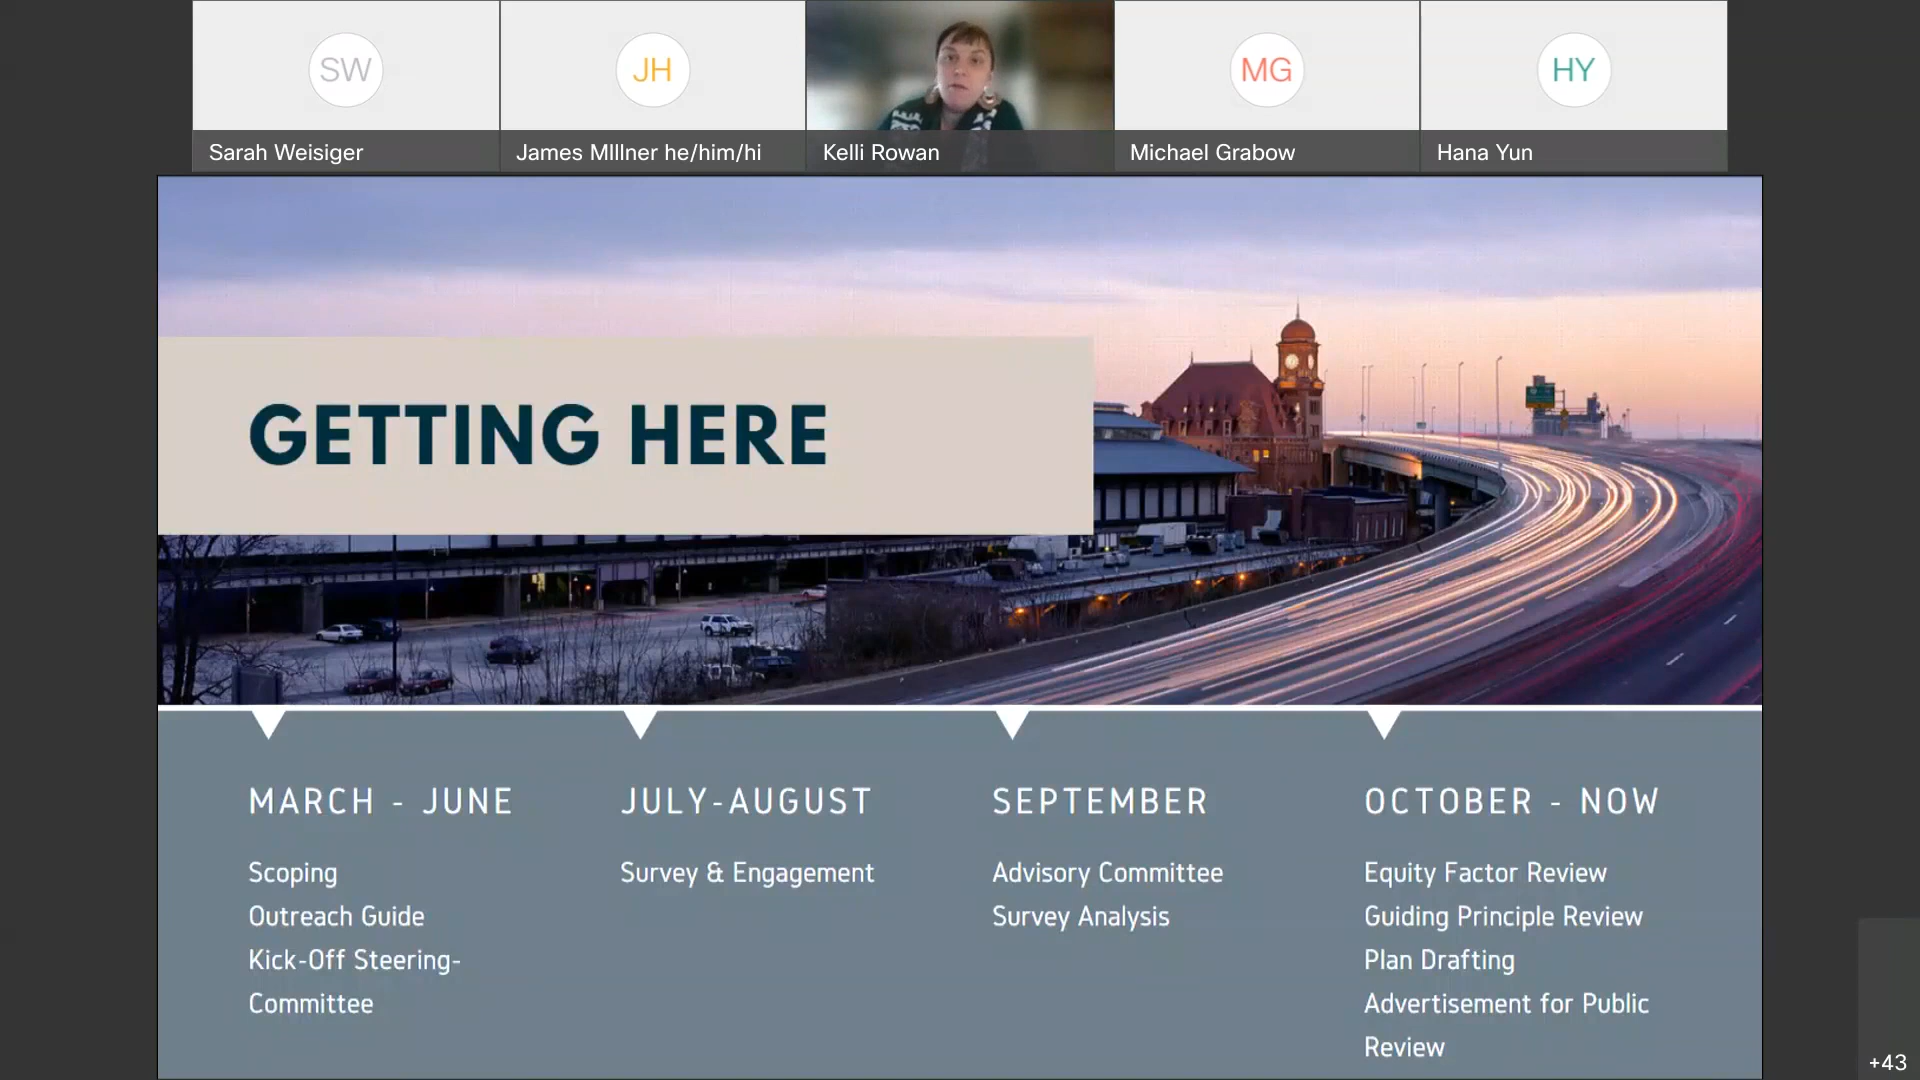 SW
JH
MG
HY
Sarah Weisiger
James MIllner he/him/hi
Kelli Rowan
Michael Grabow
Hana Yun
GETTING HERE
MARCH - JUNE
Scoping
Outreach Guide
Kick-Off Steering-
Committee
JULY-AUGUST
Survey & Engagement
SEPTEMBER
Advisory Committee
Survey Analysis
OCTOBER - NOW
Equity Factor Review
Guiding Principle Review
Plan Drafting
Advertisement for Public
Review
+43